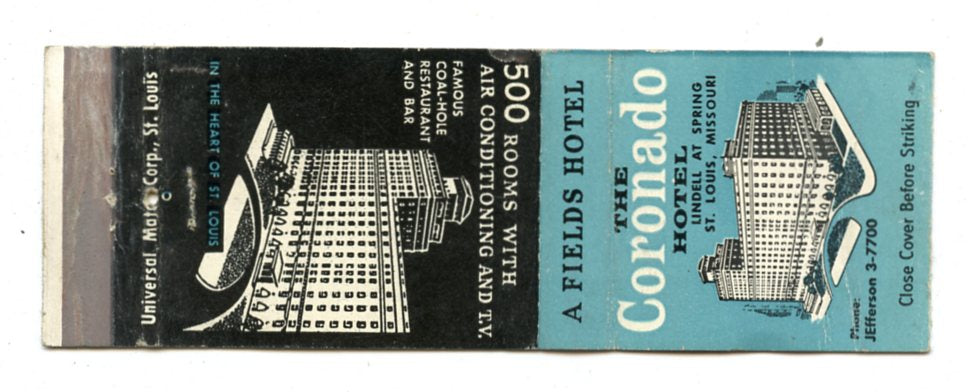 A FIELDS HOTEL
THE
Coronado
HOTEL
LINDELL AT SPRING
ST. LOUIS, MISSOURI
Phone:
JEfferson 3-7700
Close Cover Before Striking
500 ROOMS WITH
AIR CONDITIONING AND TV.
FAMOUS
COAL-HOLE
RESTAURANT
AND BAR
IN THE HEART OF ST. LOUIS
Universal Match Corp., St. Louis